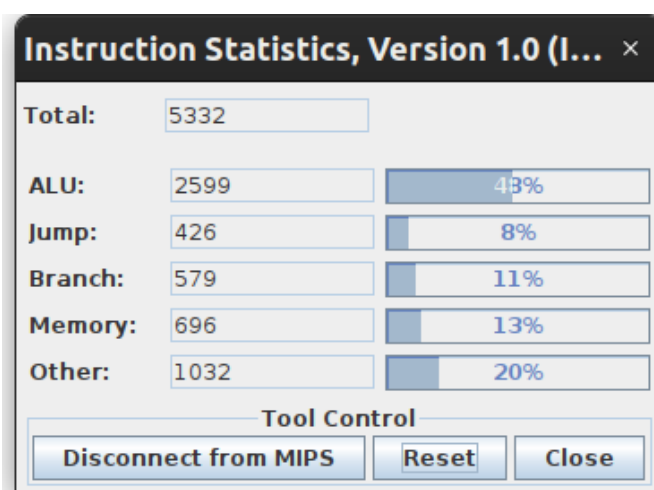 Instruction Statistics, Version 1.0 (I... ×
Total: 5332
ALU: 2599 48%
Jump: 426 8%
Branch: 579 11%
Memory: 696 13%
Other: 1032 20%
Tool Control
Disconnect from MIPS Reset Close